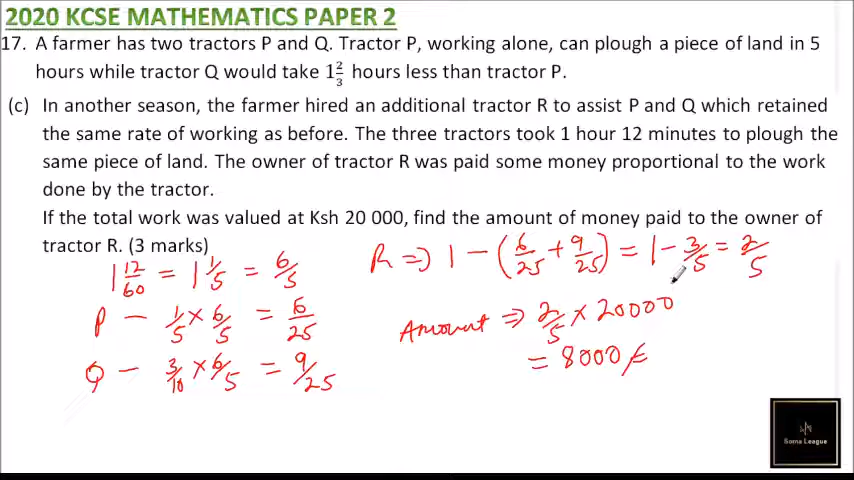 2020 KCSE MATHEMATICS PAPER 2
17. A farmer has two tractors P and Q. Tractor P, working alone, can plough a piece of land in 5
hours while tractor Q would take 1 2/3 hours less than tractor P.
(c) In another season, the farmer hired an additional tractor R to assist P and Q which retained
the same rate of working as before. The three tractors took 1 hour 12 minutes to plough the
same piece of land. The owner of tractor R was paid some money proportional to the work
done by the tractor.
If the total work was valued at Ksh 20 000, find the amount of money paid to the owner of
tractor R. (3 marks)
1 12/60 = 1 1/5 = 6/5
P – 1/5 × 6/5 = 6/25
Q – 3/10 × 6/5 = 9/25
R ⇒ 1 – (6/25 + 9/25) = 1 – 3/5 = 2/5
Amount ⇒ 2/5 × 20000
= 8000/=
Soma League